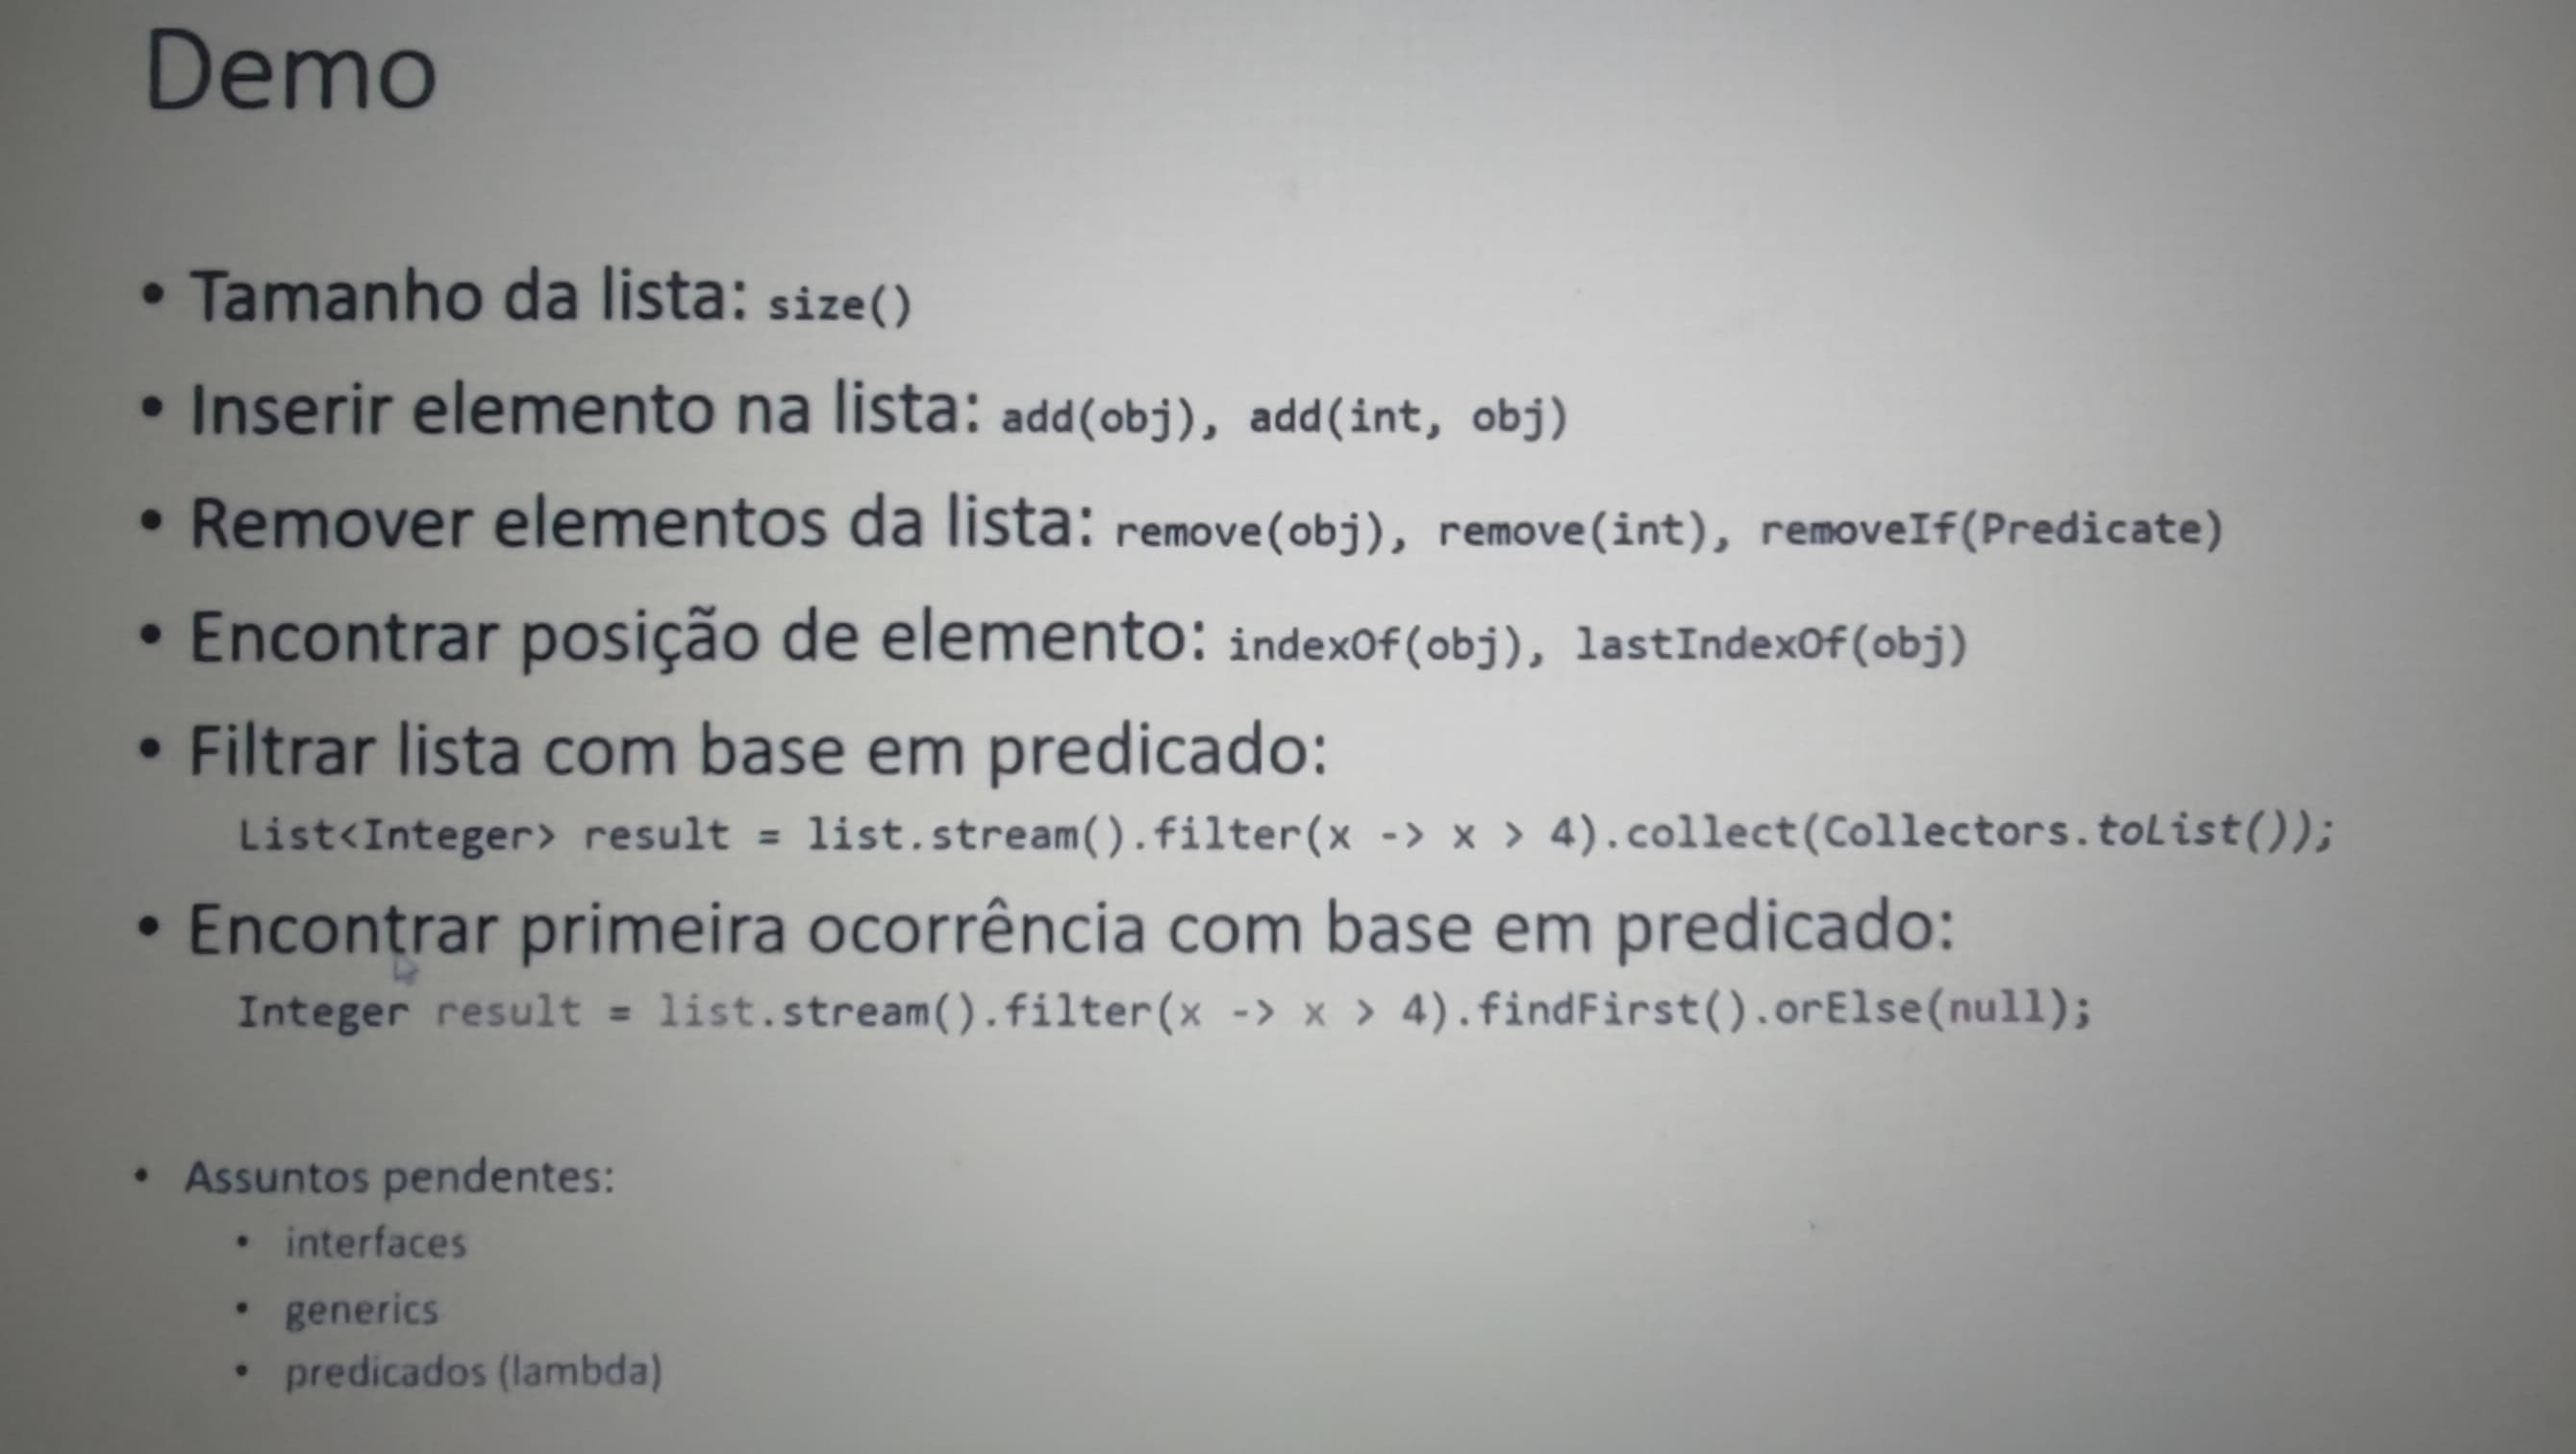 Demo
• Tamanho da lista: size()
• Inserir elemento na lista: add(obj), add(int, obj)
• Remover elementos da lista: remove(obj), remove(int), removeIf(Predicate)
• Encontrar posição de elemento: indexOf(obj), lastIndexOf(obj)
• Filtrar lista com base em predicado:
List<Integer> result = list.stream().filter(x -> x > 4).collect(Collectors.toList());
• Encontrar primeira ocorrência com base em predicado:
Integer result = list.stream().filter(x -> x > 4).findFirst().orElse(null);
• Assuntos pendentes:
• interfaces
• generics
• predicados (lambda)